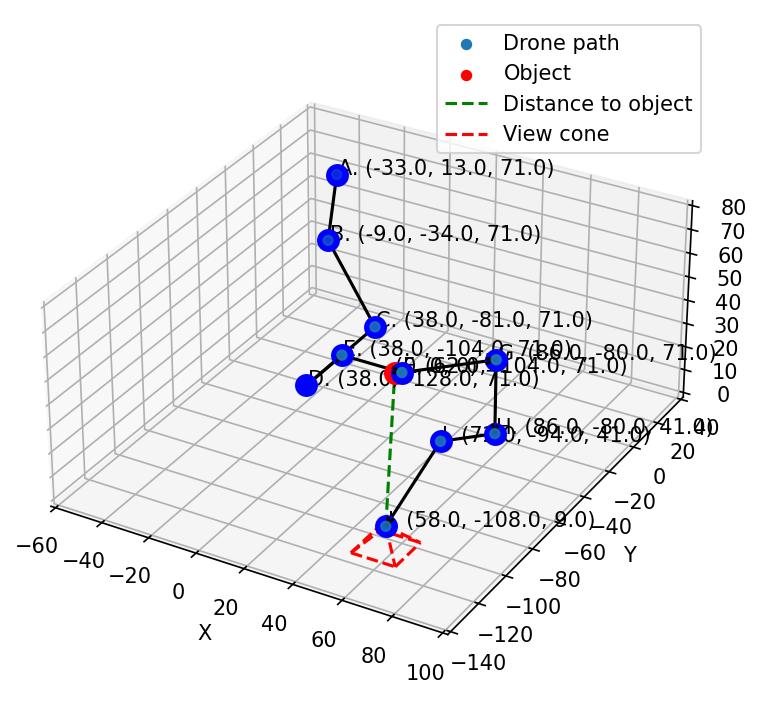 Drone path
Object
Distance to object
View cone
A. (-33.0, 13.0, 71.0)
B. (-9.0, -34.0, 71.0)
C. (38.0, -81.0, 71.0)
(38.0, -104.0, 71.0)
-104.0, 71.0)
D. (38.0, -128.0, 71.0)
(86.0, -80.0, 71.0)
H. (86.0, -80.0, 41.0)
-94.0, 41.0)
(58.0, -108.0, 9.0)
80
70
60
50
40
30
20
10
0
40
20
0
−20
−40
−60
−80
−100
−120
−140
Y
−60
−40
−20
0
20
40
60
80
100
X